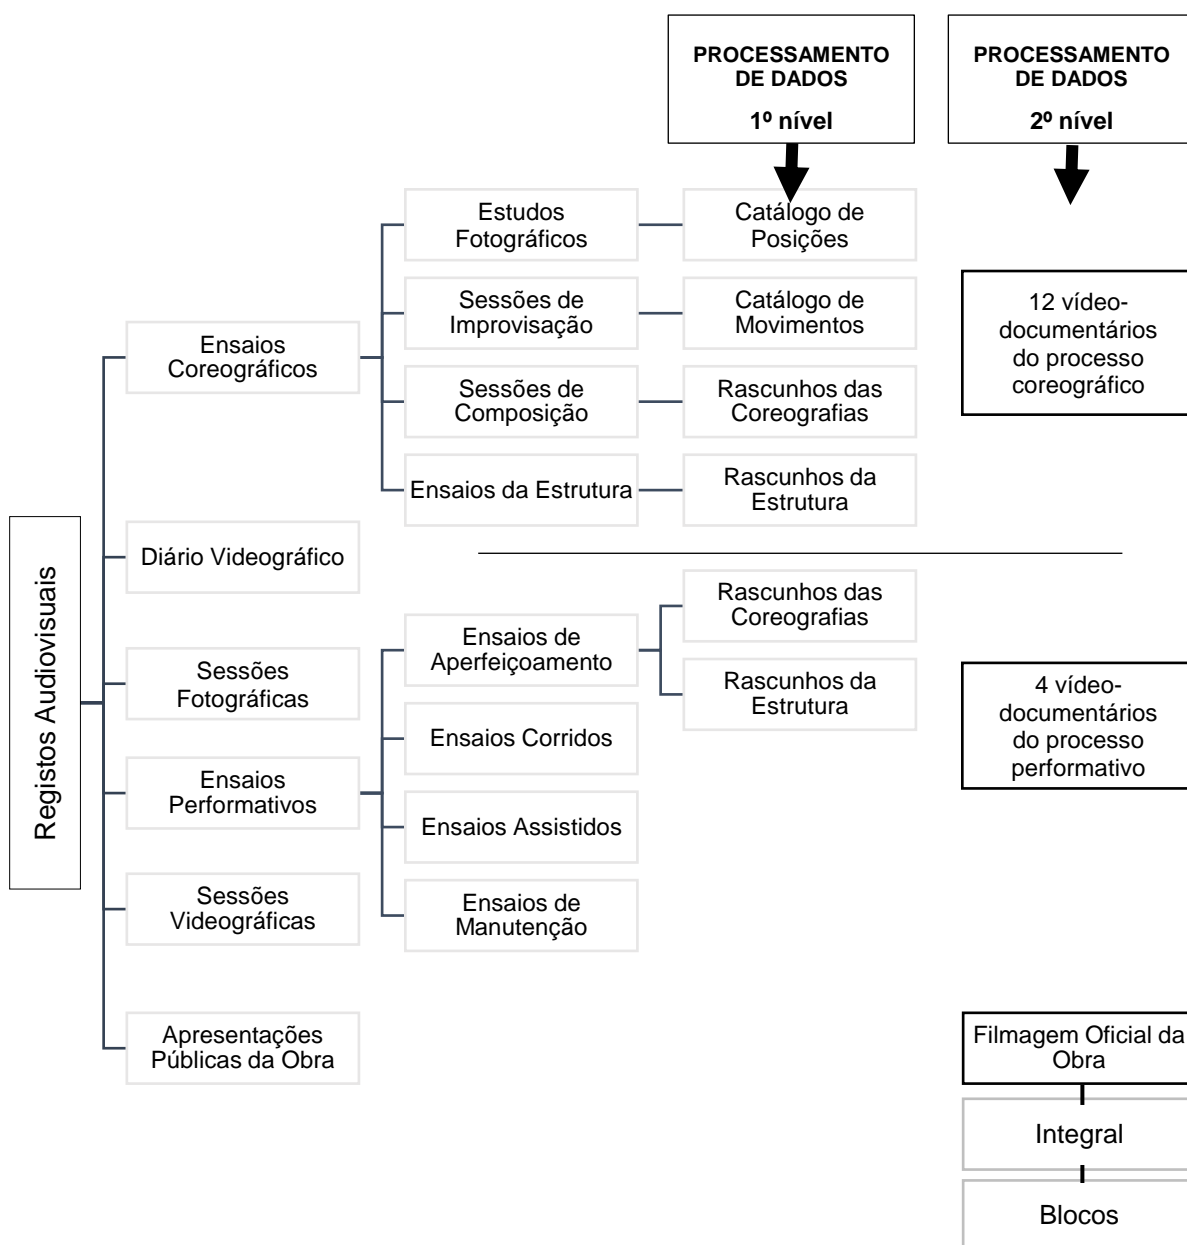 PROCESSAMENTO
DE DADOS
1º nível
PROCESSAMENTO
DE DADOS
2º nível
Registos Audiovisuais
Ensaios
Coreográficos
Estudos
Fotográficos
Catálogo de
Posições
Sessões de
Improvisação
Catálogo de
Movimentos
Sessões de
Composição
Rascunhos das
Coreografias
Ensaios da Estrutura
Rascunhos da
Estrutura
12 vídeo-
documentários
do processo
coreográfico
Diário Videográfico
Sessões
Fotográficas
Ensaios
Performativos
Ensaios de
Aperfeiçoamento
Rascunhos das
Coreografias
Rascunhos da
Estrutura
Ensaios Corridos
Ensaios Assistidos
Ensaios de
Manutenção
4 vídeo-
documentários
do processo
performativo
Sessões
Videográficas
Apresentações
Públicas da Obra
Filmagem Oficial da
Obra
Integral
Blocos